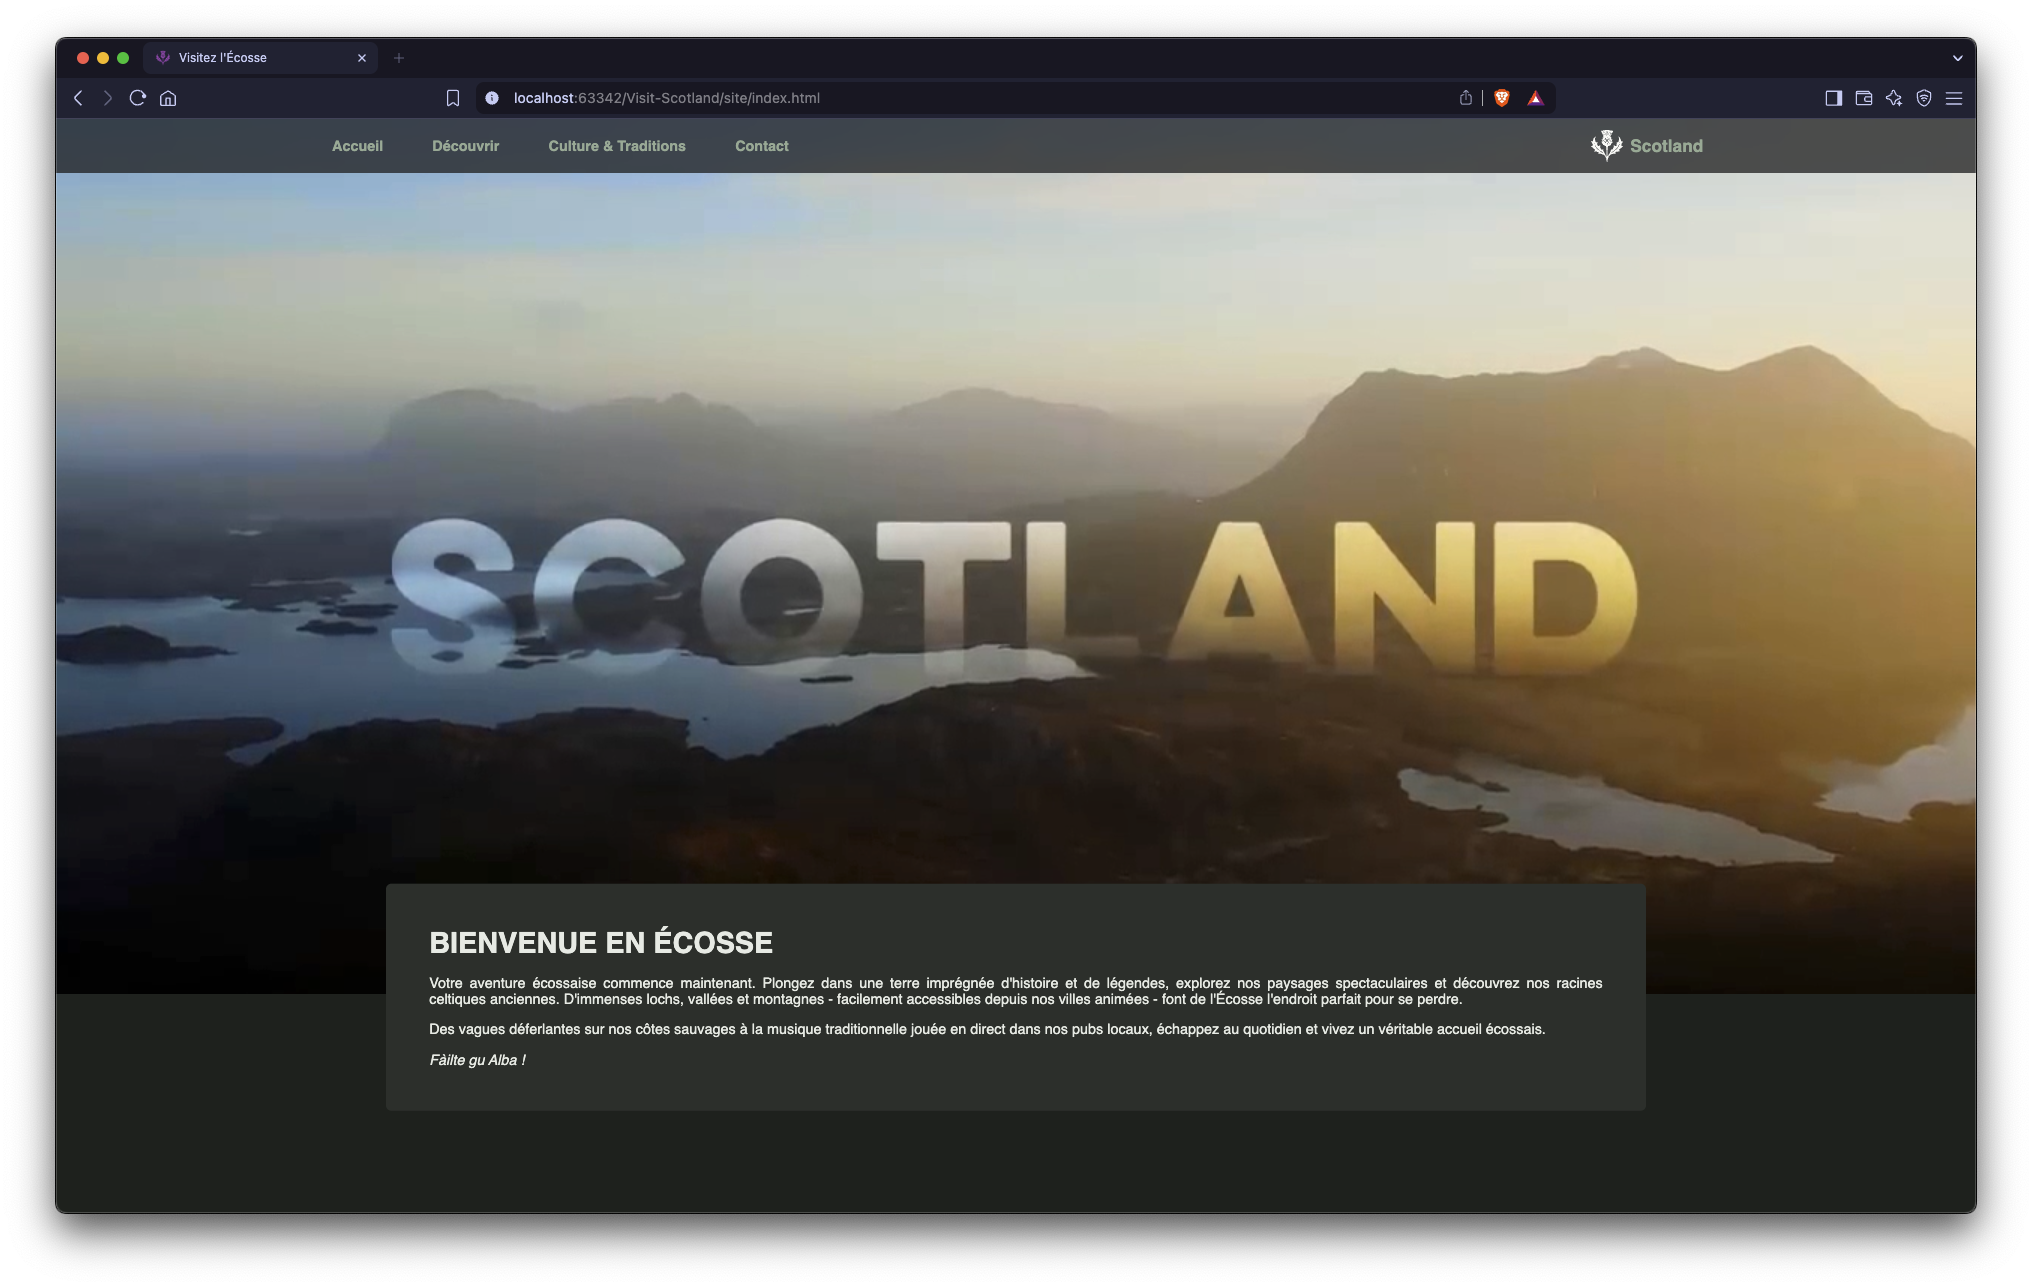 Visitez l'Écosse
localhost:63342/Visit-Scotland/site/index.html
Accueil Découvrir Culture & Traditions Contact Scotland
SCOTLAND
BIENVENUE EN ÉCOSSE
Votre aventure écossaise commence maintenant. Plongez dans une terre imprégnée d'histoire et de légendes, explorez nos paysages spectaculaires et découvrez nos racines
celtiques anciennes. D'immenses lochs, vallées et montagnes - facilement accessibles depuis nos villes animées - font de l'Écosse l'endroit parfait pour se perdre.
Des vagues déferlantes sur nos côtes sauvages à la musique traditionnelle jouée en direct dans nos pubs locaux, échappez au quotidien et vivez un véritable accueil écossais.
Fàilte gu Alba !